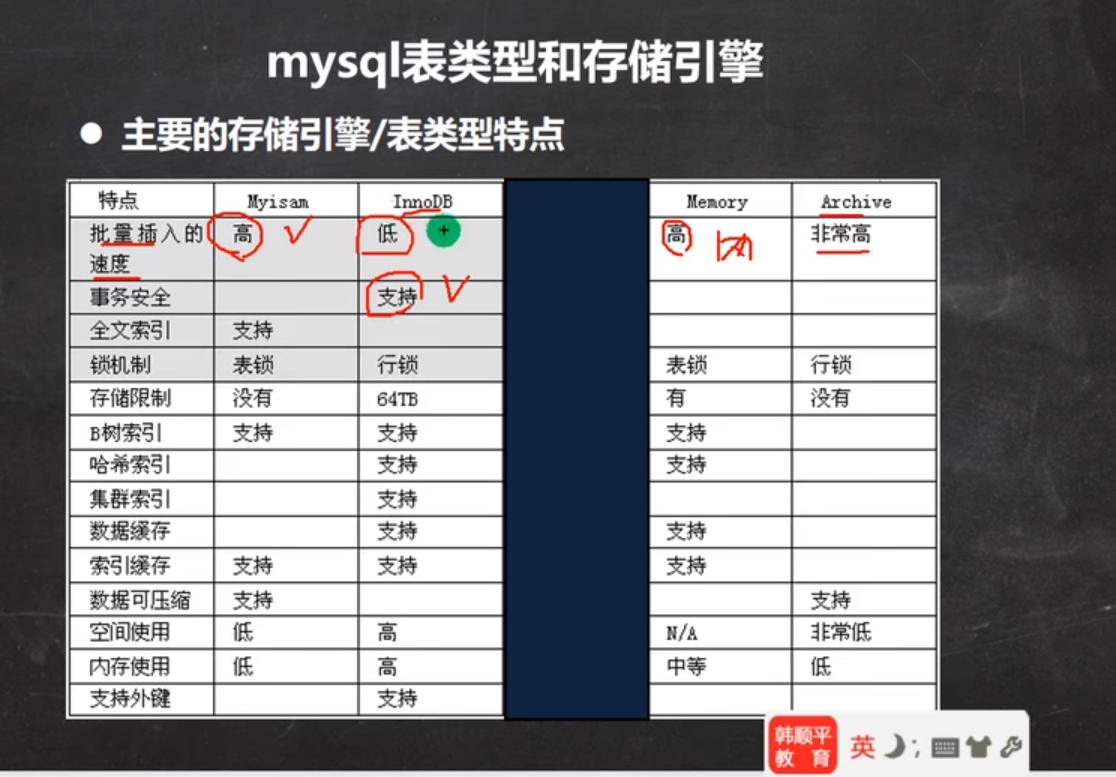 mysql表类型和存储引擎
● 主要的存储引擎/表类型特点
特点 Myisam InnoDB Memory Archive
批量插入的速度 高 低 高 非常高
事务安全 支持
全文索引 支持
锁机制 表锁 行锁 表锁 行锁
存储限制 没有 64TB 有 没有
B树索引 支持 支持 支持
哈希索引 支持 支持
集群索引 支持
数据缓存 支持 支持
索引缓存 支持 支持 支持
数据可压缩 支持 支持
空间使用 低 高 N/A 非常低
内存使用 低 高 中等 低
支持外键 支持
韩顺平
教育
英